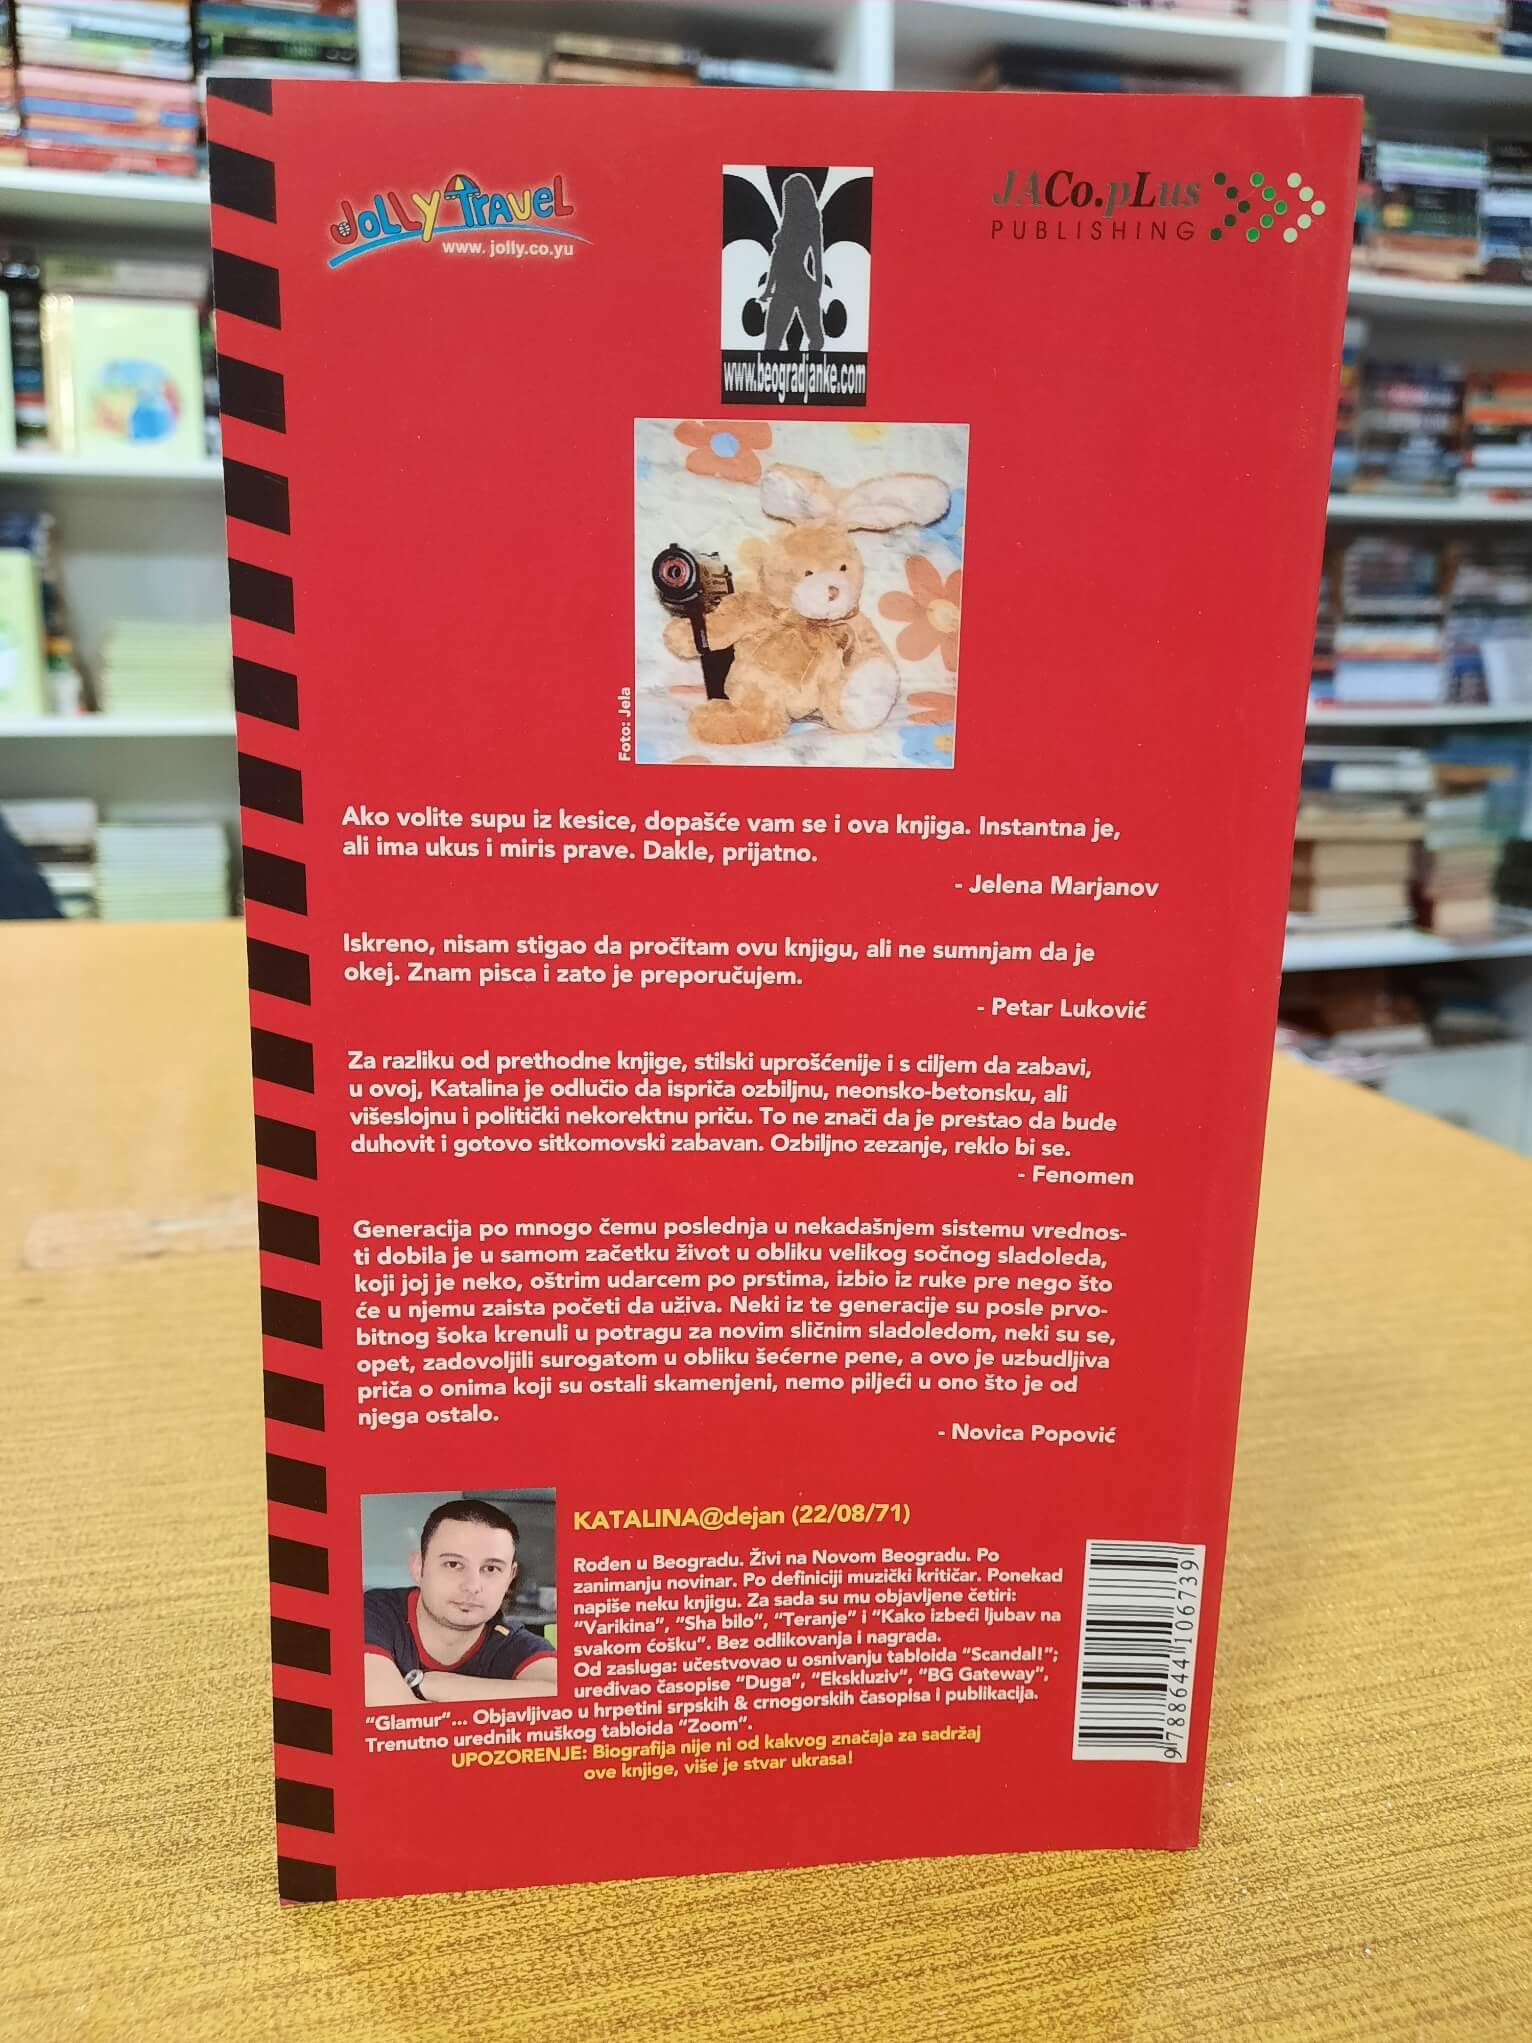 JOLLY TRAVEL
www. jolly.co.yu
www.beogradjanke.com
JACo.pLus
PUBLISHING
Foto: Jela
Ako volite supu iz kesice, dopašće vam se i ova knjiga. Instantna je,
ali ima ukus i miris prave. Dakle, prijatno.
- Jelena Marjanov
Iskreno, nisam stigao da pročitam ovu knjigu, ali ne sumnjam da je
okej. Znam pisca i zato je preporučujem.
- Petar Luković
Za razliku od prethodne knjige, stilski uprošćenije i s ciljem da zabavi,
u ovoj, Katalina je odlučio da ispriča ozbiljnu, neonsko-betonsku, ali
višeslojnu i politički nekorektnu priču. To ne znači da je prestao da bude
duhovit i gotovo sitkomovski zabavan. Ozbiljno zezanje, reklo bi se.
- Fenomen
Generacija po mnogo čemu poslednja u nekadašnjem sistemu vrednos-
ti dobila je u samom začetku život u obliku velikog sočnog sladoleda,
koji joj je neko, oštrim udarcem po prstima, izbio iz ruke pre nego što
će u njemu zaista početi da uživa. Neki iz te generacije su posle prvo-
bitnog šoka krenuli u potragu za novim sličnim sladoledom, neki su se,
opet, zadovoljili surogatom u obliku šećerne pene, a ovo je uzbudljiva
priča o onima koji su ostali skamenjeni, nemo piljeći u ono što je od
njega ostalo.
- Novica Popović
KATALINA@dejan (22/08/71)
Rođen u Beogradu. Živi na Novom Beogradu. Po
zanimanju novinar. Po definiciji muzički kritičar. Ponekad
napiše neku knjigu. Za sada su mu objavljene četiri:
“Varikina”, “Sha bilo”, “Teranje” i “Kako izbeći ljubav na
svakom ćošku”. Bez odlikovanja i nagrada.
Od zasluga: učestvovao u osnivanju tabloida “Scandal!”;
uređivao časopise “Duga”, “Ekskluziv”, “BG Gateway”,
“Glamur”... Objavljivao u hrpetini srpskih & crnogorskih časopisa i publikacija.
Trenutno urednik muškog tabloida “Zoom”.
UPOZORENJE: Biografija nije ni od kakvog značaja za sadržaj
ove knjige, više je stvar ukrasa!
9788644106739